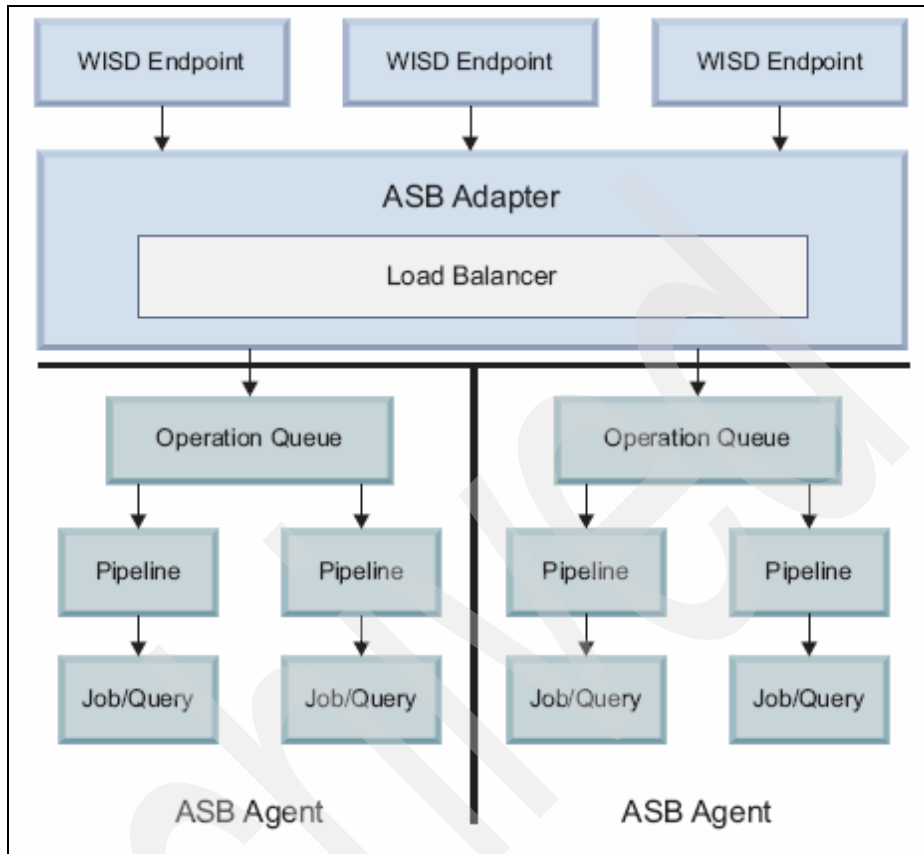 WISD Endpoint WISD Endpoint WISD Endpoint
ASB Adapter
Load Balancer
Operation Queue Operation Queue
Pipeline Pipeline Pipeline Pipeline
Job/Query Job/Query Job/Query Job/Query
ASB Agent ASB Agent